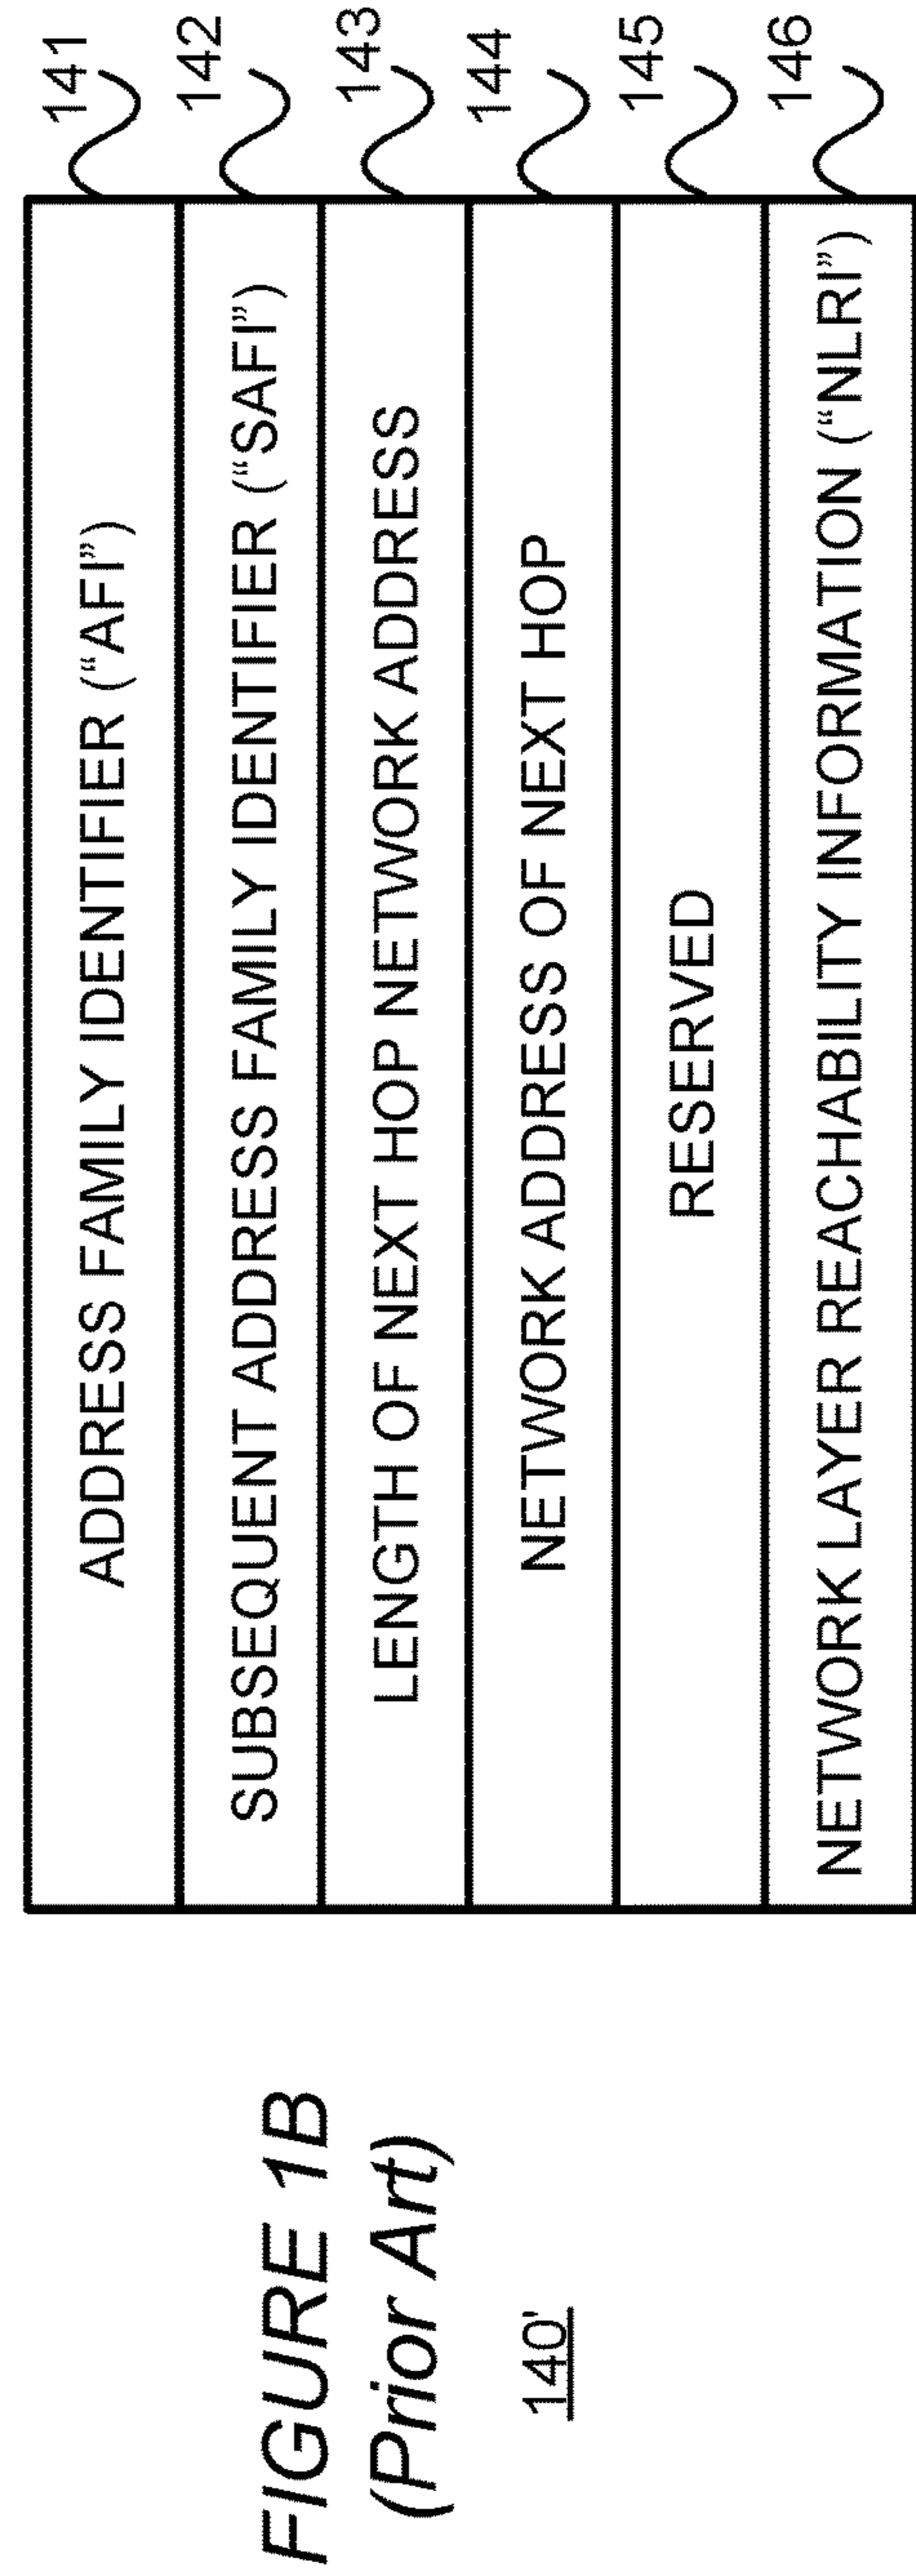 FIGURE 1B
(Prior Art)
140'
ADDRESS FAMILY IDENTIFIER (“AFI”) 141
SUBSEQUENT ADDRESS FAMILY IDENTIFIER (“SAFI”) 142
LENGTH OF NEXT HOP NETWORK ADDRESS 143
NETWORK ADDRESS OF NEXT HOP 144
RESERVED 145
NETWORK LAYER REACHABILITY INFORMATION (“NLRI”) 146